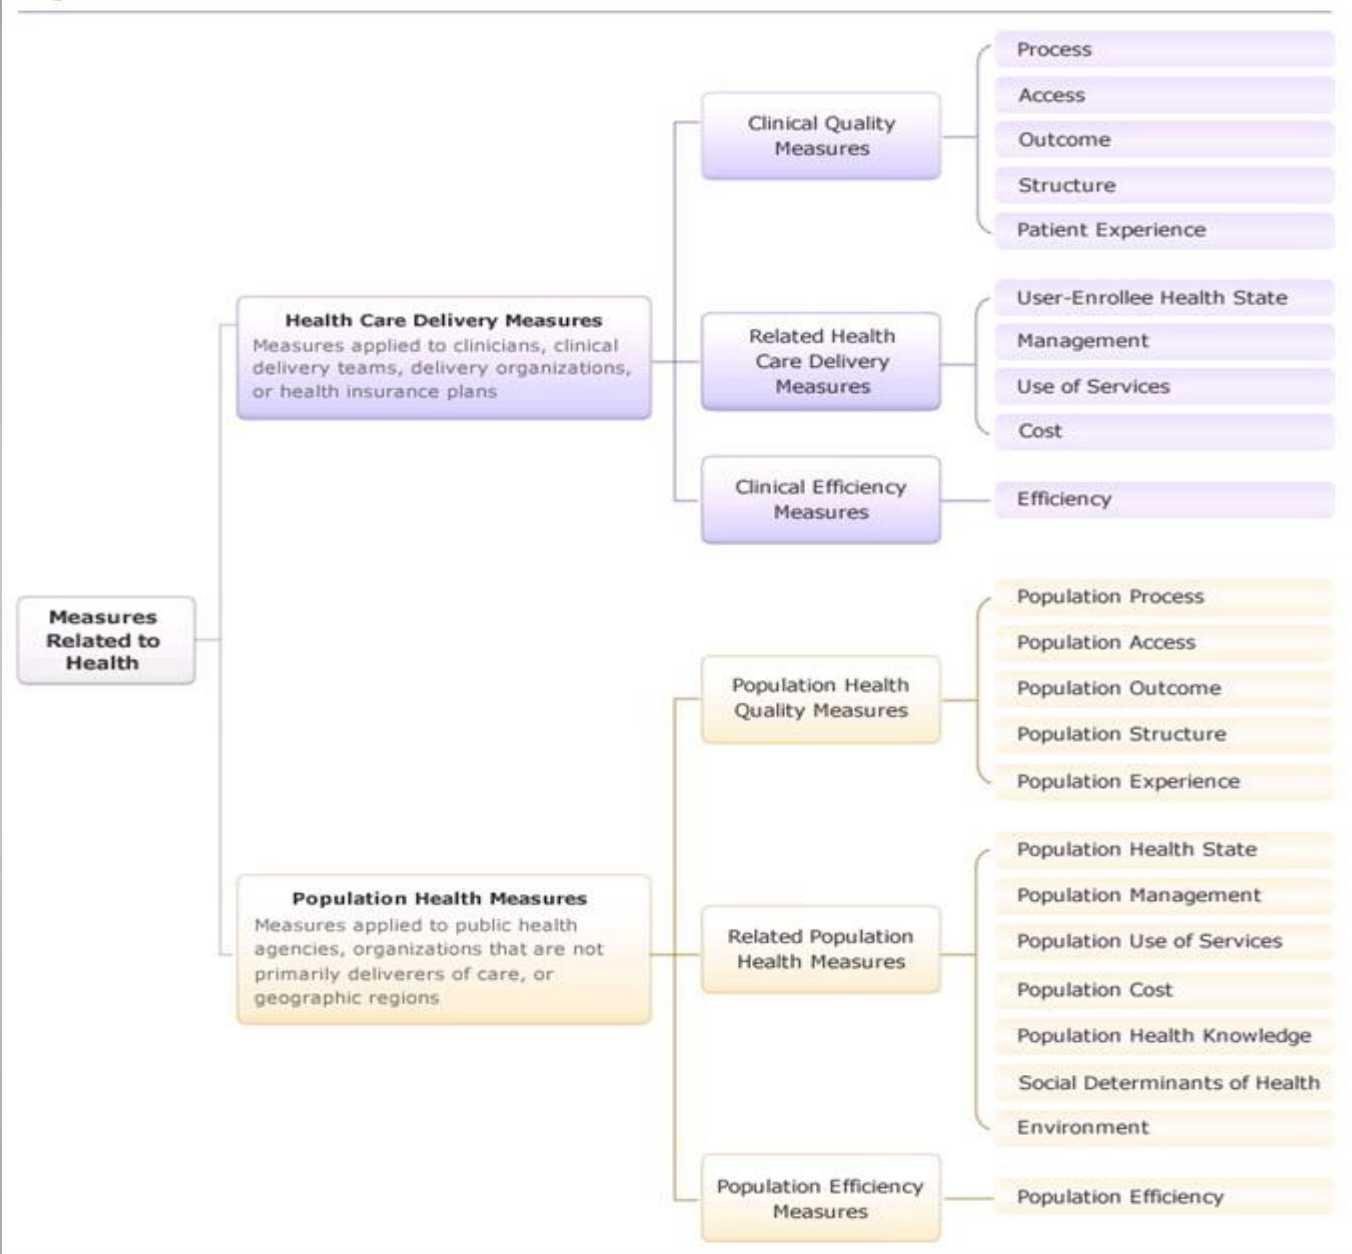 Measures
Related to
Health
Health Care Delivery Measures
Measures applied to clinicians, clinical
delivery teams, delivery organizations,
or health insurance plans
Clinical Quality
Measures
Process
Access
Outcome
Structure
Patient Experience
Related Health
Care Delivery
Measures
User-Enrollee Health State
Management
Use of Services
Cost
Clinical Efficiency
Measures
Efficiency
Population Health Measures
Measures applied to public health
agencies, organizations that are not
primarily deliverers of care, or
geographic regions
Population Health
Quality Measures
Population Process
Population Access
Population Outcome
Population Structure
Population Experience
Related Population
Health Measures
Population Health State
Population Management
Population Use of Services
Population Cost
Population Health Knowledge
Social Determinants of Health
Environment
Population Efficiency
Measures
Population Efficiency